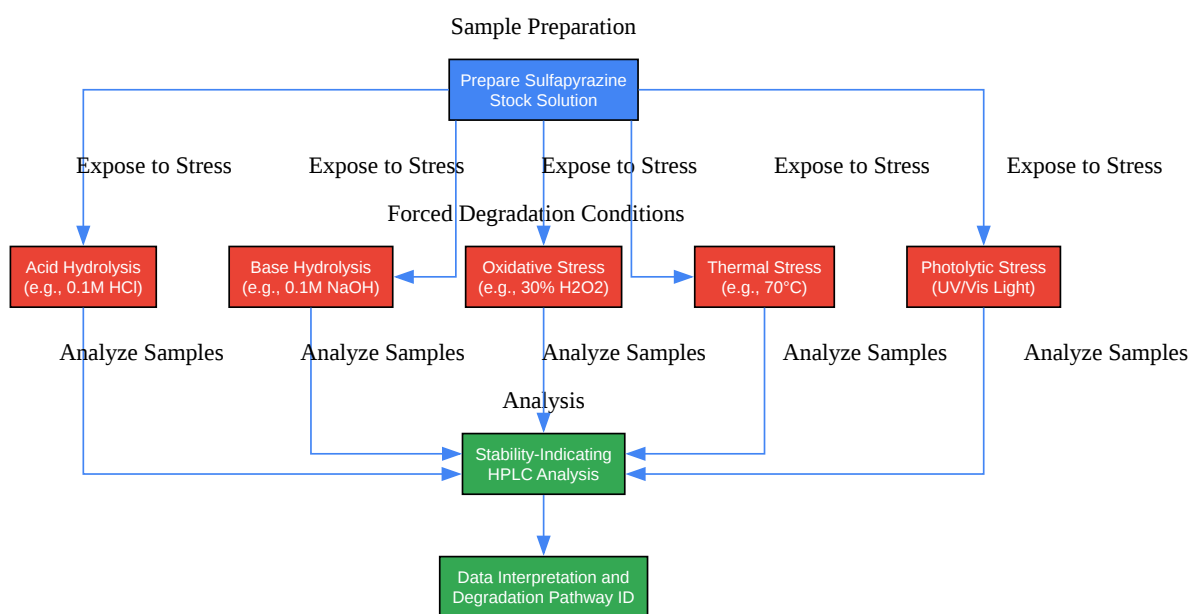 Sample Preparation
Prepare Sulfapyrazine
Stock Solution
Expose to Stress
Expose to Stress
Expose to Stress
Expose to Stress
Expose to Stress
Forced Degradation Conditions
Acid Hydrolysis
(e.g., 0.1M HCl)
Base Hydrolysis
(e.g., 0.1M NaOH)
Oxidative Stress
(e.g., 30% H2O2)
Thermal Stress
(e.g., 70°C)
Photolytic Stress
(UV/Vis Light)
Analyze Samples
Analyze Samples
Analyze Samples
Analyze Samples
Analyze Samples
Analysis
Stability-Indicating
HPLC Analysis
Data Interpretation and
Degradation Pathway ID